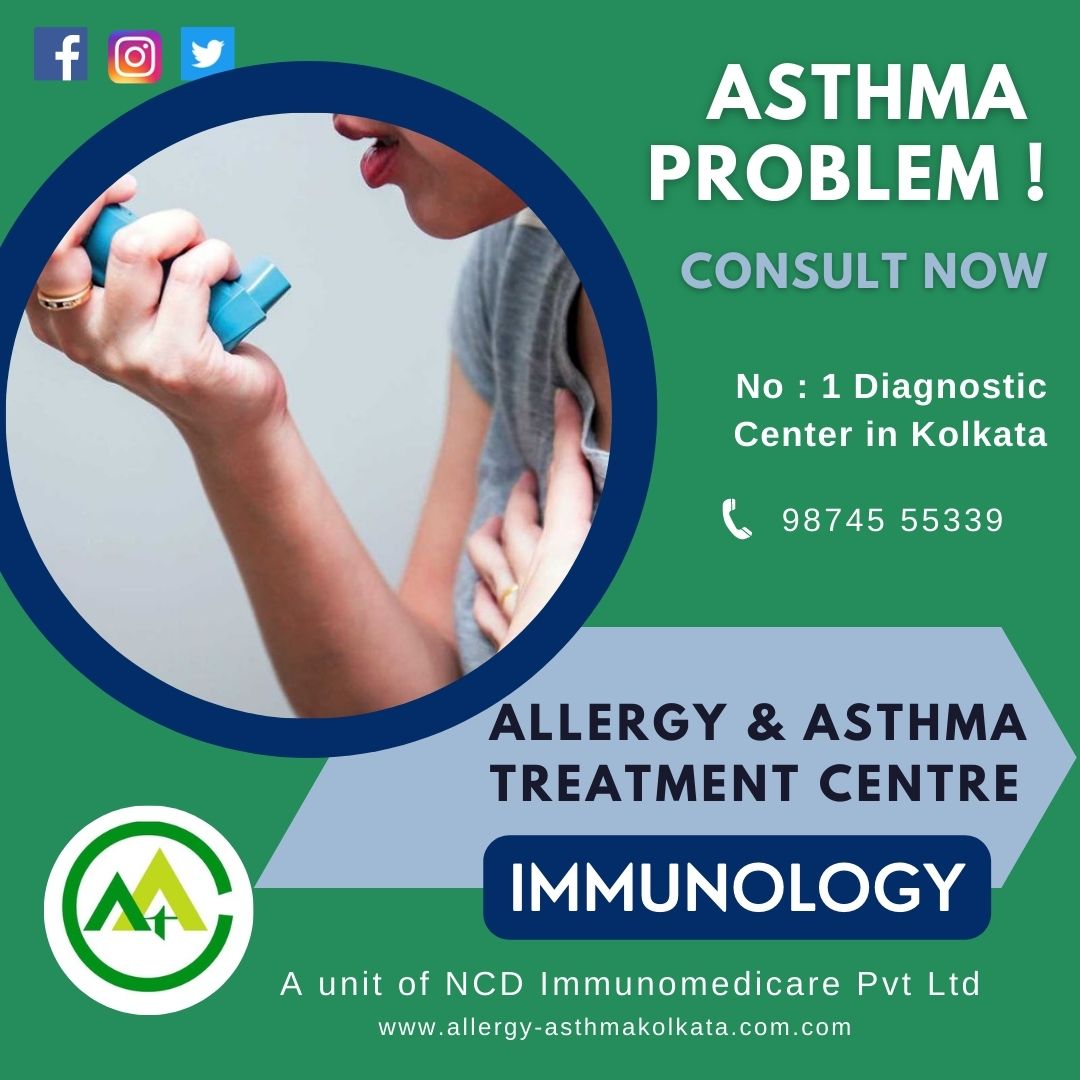 ASTHMA
PROBLEM !
CONSULT NOW
No : 1 Diagnostic
Center in Kolkata
98745 55339
ALLERGY & ASTHMA
TREATMENT CENTRE
IMMUNOLOGY
A unit of NCD Immunomedicare Pvt Ltd
www.allergy-asthmakolkata.com.com